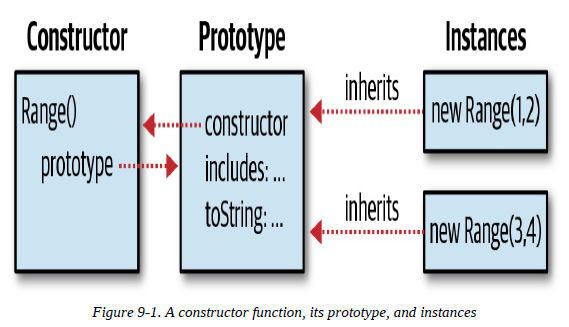 Constructor
Prototype
Instances
Range()
prototype
constructor
includes: ...
toString: ...
inherits
new Range(1,2)
inherits
new Range(3,4)
Figure 9-1. A constructor function, its prototype, and instances